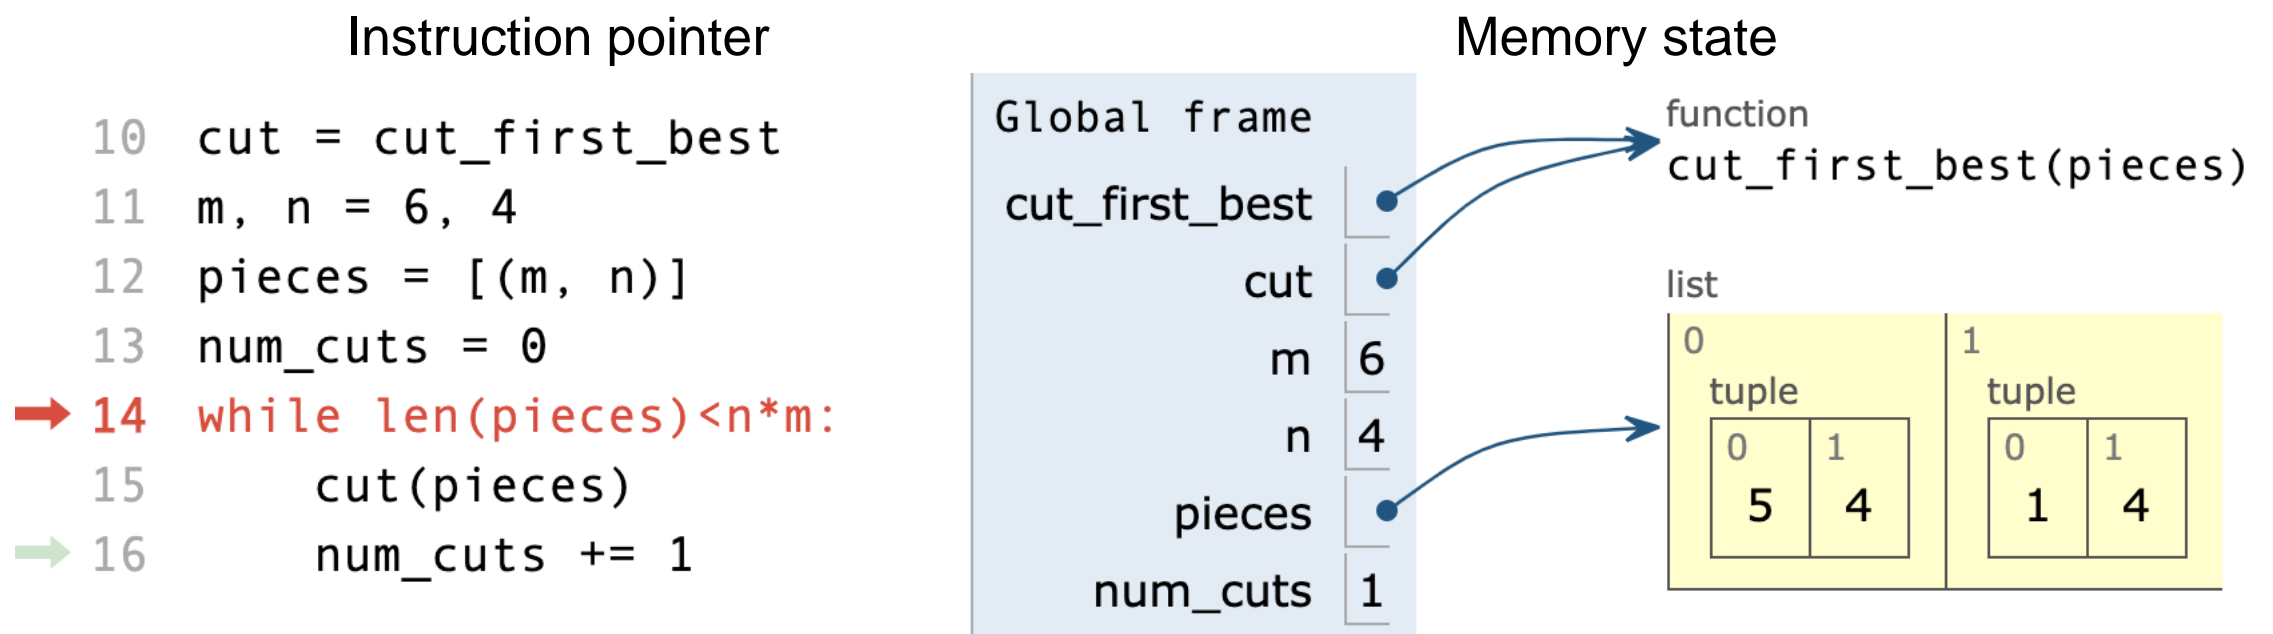 Instruction pointer
10 cut = cut_first_best
11 m, n = 6, 4
12 pieces = [(m, n)]
13 num_cuts = 0
14 while len(pieces)<n*m:
15 cut(pieces)
16 num_cuts += 1
Memory state
Global frame
cut_first_best
cut
m 6
n 4
pieces
num_cuts 1
function
cut_first_best(pieces)
list
0 1
tuple tuple
0 1 0 1
5 4 1 4